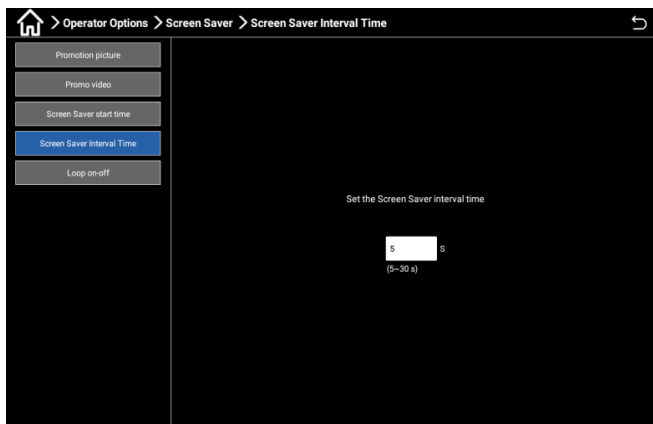 Operator Options > Screen Saver > Screen Saver Interval Time
Promotion picture
Promo video
Screen Saver start time
Screen Saver Interval Time
Loop on-off
Set the Screen Saver interval time
5 S
(5~30 s)